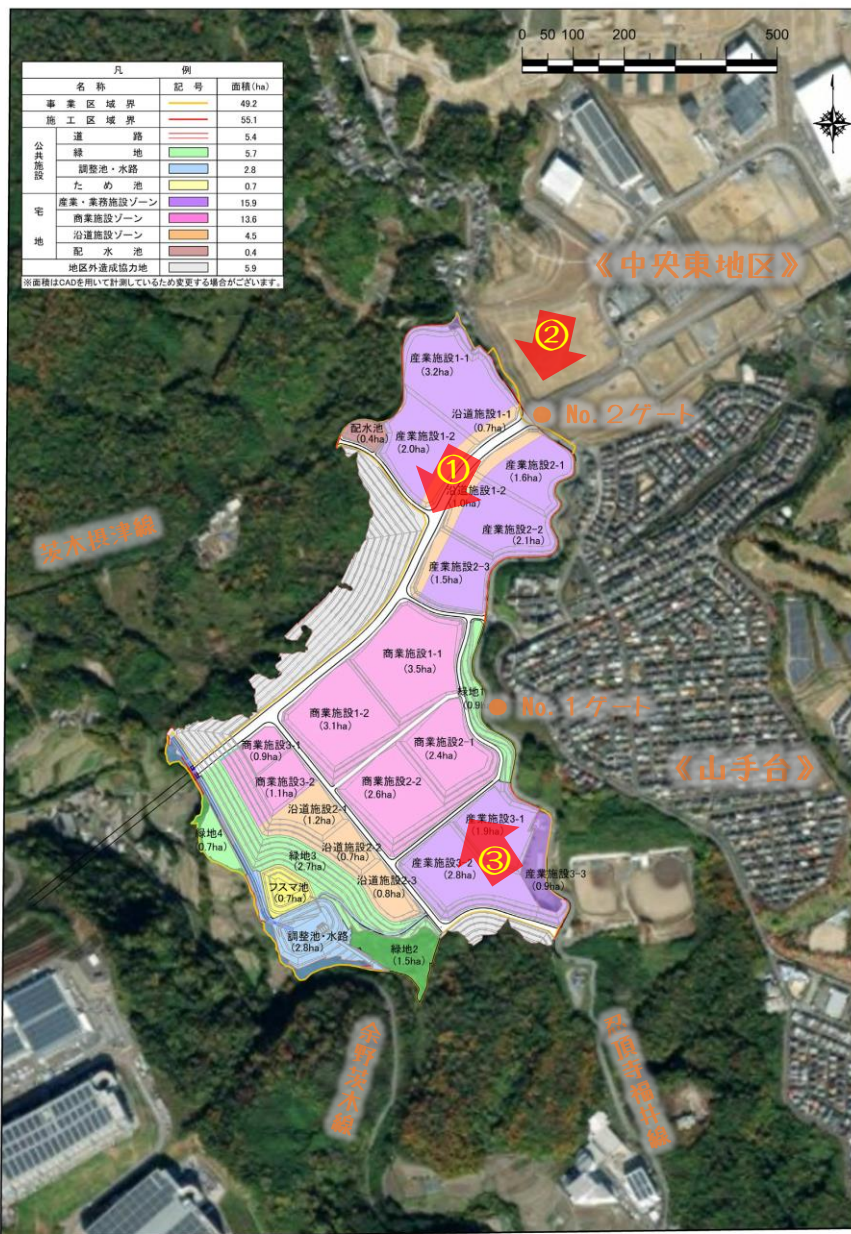 0 50 100 200 500
凡 例
名 称 記 号 面積(ha)
事 業 区 域 界 49.2
施 工 区 域 界 55.1
公共施設
道 路 5.4
緑 地 5.7
調整池・水路 2.8
た め 池 0.7
宅地
産業・業務施設ゾーン 15.9
商業施設ゾーン 13.6
沿道施設ゾーン 4.5
配 水 池 0.4
地区外造成協力地 5.9
※面積はCADを用いて計測しているため変更する場合がございます。
《中央東地区》
②
産業施設1-1
(3.2ha)
沿道施設1-1
(0.7ha)
No.2ゲート
配水池
(0.4ha)
産業施設1-2
(2.0ha)
①
産業施設2-1
(1.6ha)
沿道施設1-2
(1.0ha)
産業施設2-2
(2.1ha)
茨木摂津線
産業施設2-3
(1.5ha)
商業施設1-1
(3.5ha)
緑地1
(0.9
No.1ゲート
商業施設1-2
(3.1ha)
商業施設2-1
(2.4ha)
商業施設3-1
(0.9ha)
《山手台》
商業施設3-2
(1.1ha)
商業施設2-2
(2.6ha)
沿道施設2-1
(1.2ha)
産業施設3-1
(1.9ha)
緑地4
(0.7ha)
沿道施設2-2
(0.7ha)
緑地3
(2.7ha)
③
産業施設3-2
(2.8ha)
産業施設3-3
(0.9ha)
沿道施設2-3
(0.8ha)
フスマ池
(0.7ha)
調整池・水路
(2.8ha)
緑地2
(1.5ha)
余野茨木線